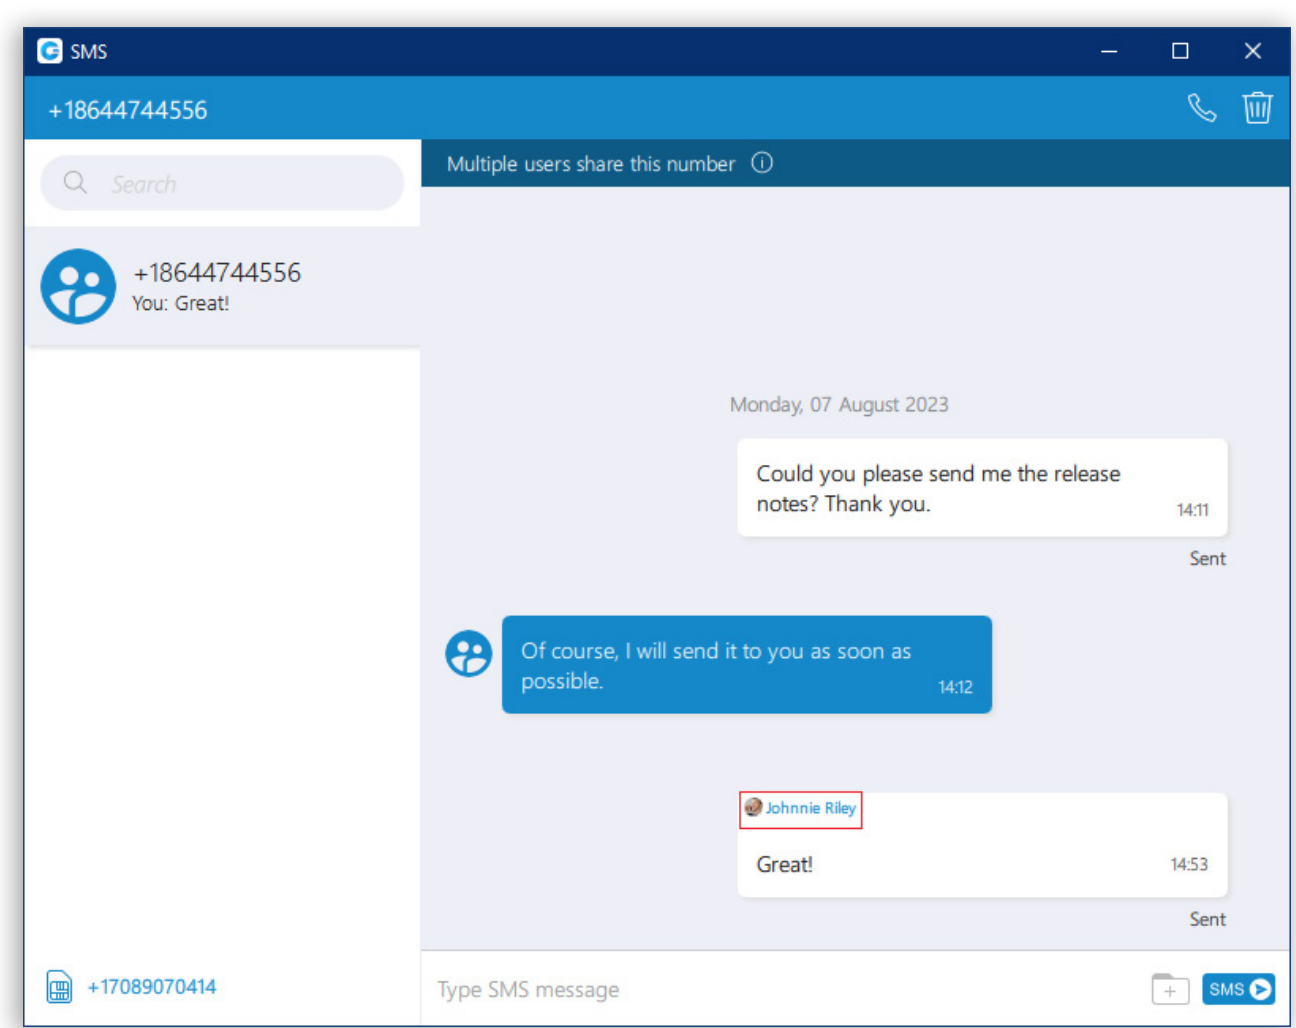 SMS
+18644744556
Search
Multiple users share this number
+18644744556
You: Great!
Monday, 07 August 2023
Could you please send me the release
notes? Thank you.
14:11
Sent
Of course, I will send it to you as soon as
possible.
14:12
Johnnie Riley
Great!
14:53
Sent
+17089070414
Type SMS message
SMS